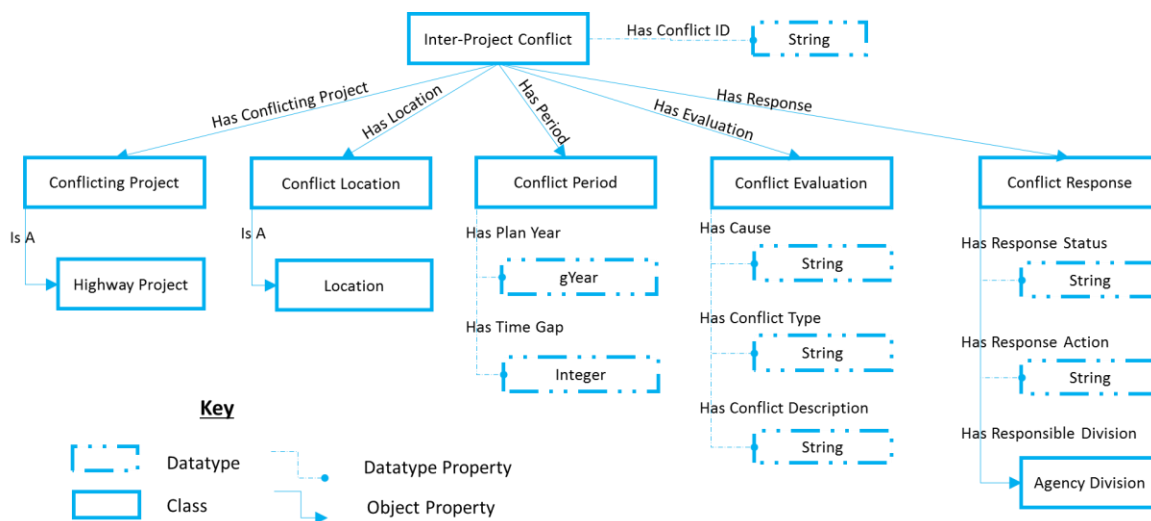 Inter-Project Conflict
Has Conflict ID
String
Has Conflicting Project
Has Location
Has Period
Has Evaluation
Has Response
Conflicting Project
Conflict Location
Conflict Period
Conflict Evaluation
Conflict Response
Is A
Highway Project
Is A
Location
Has Plan Year
gYear
Has Time Gap
Integer
Has Cause
String
Has Conflict Type
String
Has Conflict Description
String
Has Response Status
String
Has Response Action
String
Has Responsible Division
Agency Division
Key
Datatype
Datatype Property
Class
Object Property